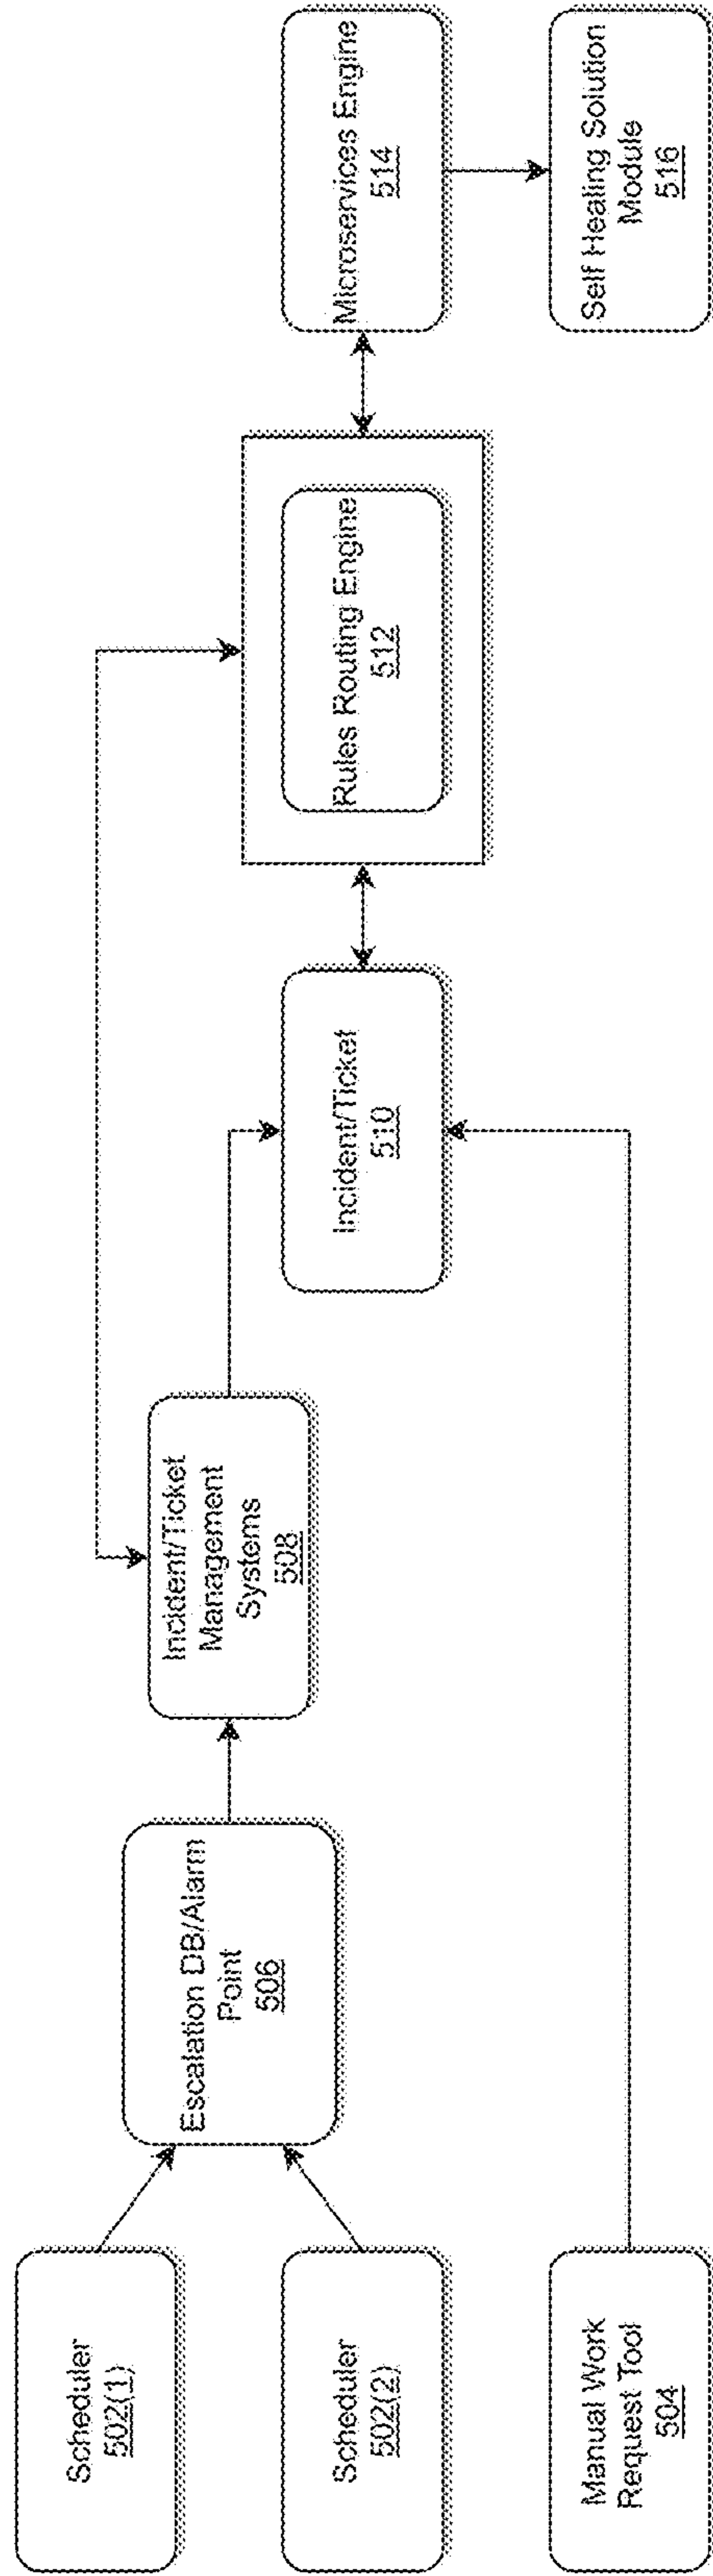 Scheduler
502(1)
Scheduler
502(2)
Manual Work
Request Tool
504
Escalation DB/Alarm
Point
506
Incident/Ticket
Management
Systems
508
Incident/Ticket
510
Rules Routing Engine
512
Microservices Engine
514
Self Healing Solution
Module
516